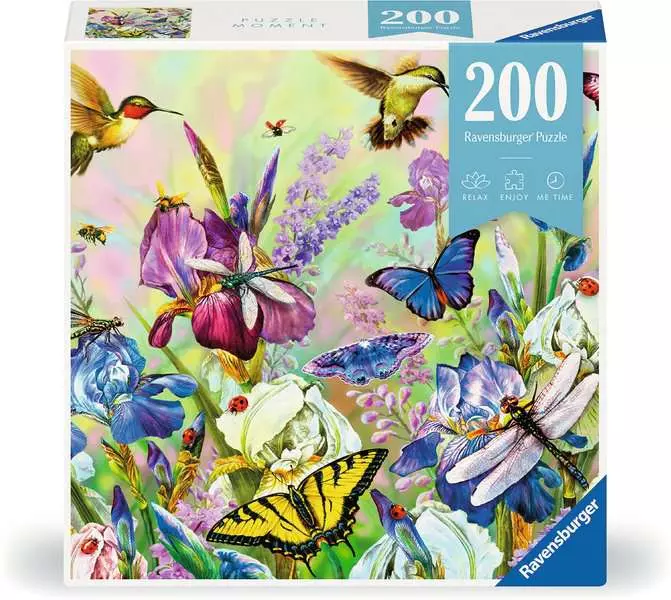 PUZZLE
MOMENT
200
Ravensburger Puzzle
Ravensburger
200
Ravensburger® Puzzle
RELAX ENJOY ME TIME
Ravensburger